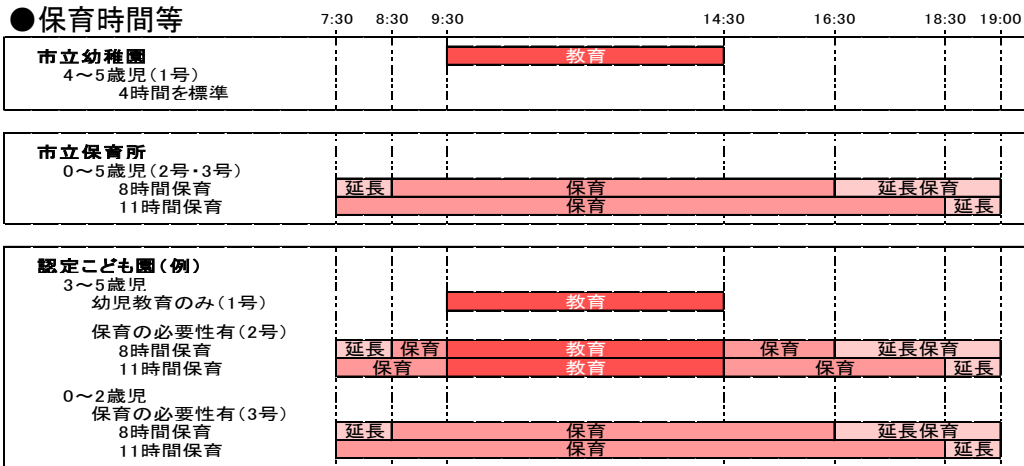 ●保育時間等 7:30 8:30 9:30 14:30 16:30 18:30 19:00
市立幼稚園 教育
4～5歳児(1号)
4時間を標準
市立保育所
0～5歳児(2号・3号)
8時間保育 延長 保育 延長保育
11時間保育 保育 延長
認定こども園(例)
3～5歳児
幼児教育のみ(1号) 教育
保育の必要性有(2号)
8時間保育 延長 保育 教育 保育 延長保育
11時間保育 保育 教育 保育 延長
0～2歳児
保育の必要性有(3号)
8時間保育 延長 保育 延長保育
11時間保育 保育 延長